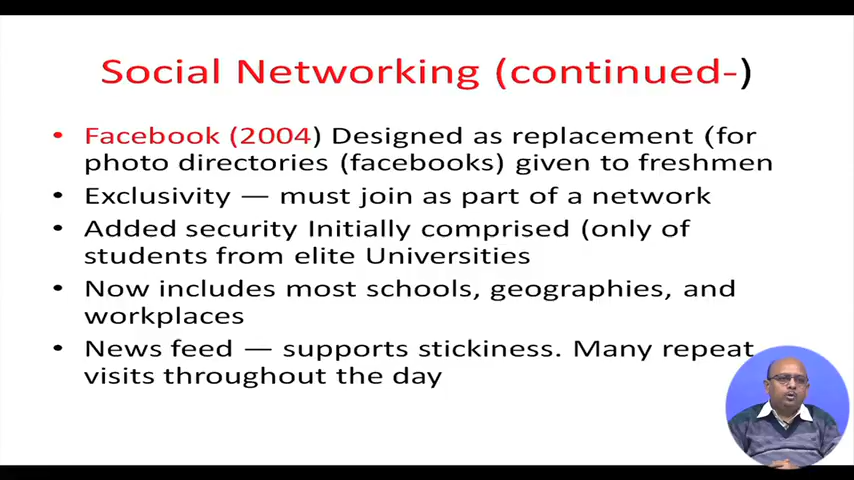 Social Networking (continued-)
• Facebook (2004) Designed as replacement (for
photo directories (facebooks) given to freshmen
• Exclusivity — must join as part of a network
• Added security Initially comprised (only of
students from elite Universities
• Now includes most schools, geographies, and
workplaces
• News feed — supports stickiness. Many repeat
visits throughout the day